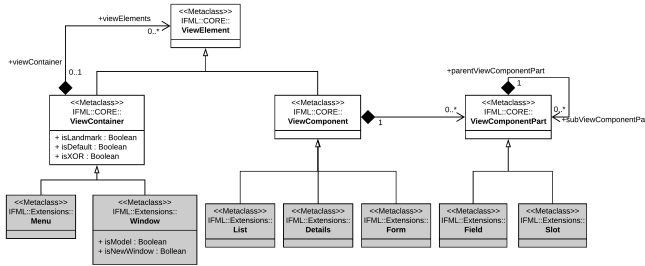 <<Metaclass>>
IFML::CORE::
ViewElement
+viewElements
0..*
+viewContainer
0..1
<<Metaclass>>
IFML::CORE::
ViewContainer
+ isLandmark : Boolean
+ isDefault : Boolean
+ isXOR : Boolean
<<Metaclass>>
IFML::CORE::
ViewComponent
1
0..*
<<Metaclass>>
IFML::CORE::
ViewComponentPart
+parentViewComponentPart
1
0..*
+subViewComponentPa
<<Metaclass>>
IFML::Extensions::
Menu
<<Metaclass>>
IFML::Extensions::
Window
+ isModel : Boolean
+ isNewWindow : Bollean
<<Metaclass>>
IFML::Extensions::
List
<<Metaclass>>
IFML::Extensions::
Details
<<Metaclass>>
IFML::Extensions::
Form
<<Metaclass>>
IFML::Extensions::
Field
<<Metaclass>>
IFML::Extensions::
Slot